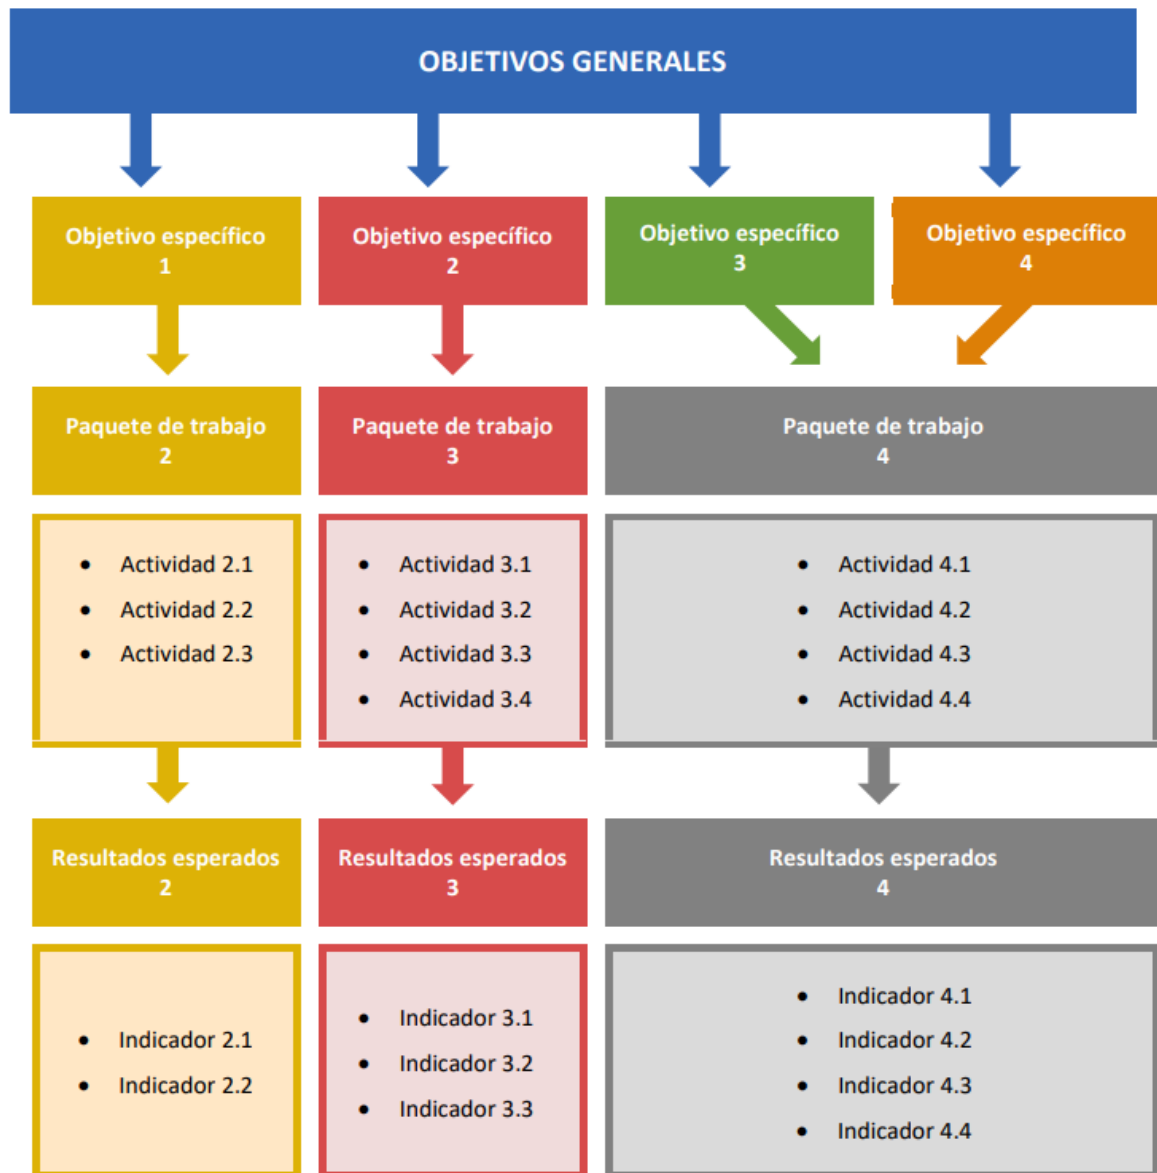 OBJETIVOS GENERALES
Objetivo específico
1
Objetivo específico
2
Objetivo específico
3
Objetivo específico
4
Paquete de trabajo
2
Paquete de trabajo
3
Paquete de trabajo
4
• Actividad 2.1
• Actividad 2.2
• Actividad 2.3
• Actividad 3.1
• Actividad 3.2
• Actividad 3.3
• Actividad 3.4
• Actividad 4.1
• Actividad 4.2
• Actividad 4.3
• Actividad 4.4
Resultados esperados
2
Resultados esperados
3
Resultados esperados
4
• Indicador 2.1
• Indicador 2.2
• Indicador 3.1
• Indicador 3.2
• Indicador 3.3
• Indicador 4.1
• Indicador 4.2
• Indicador 4.3
• Indicador 4.4